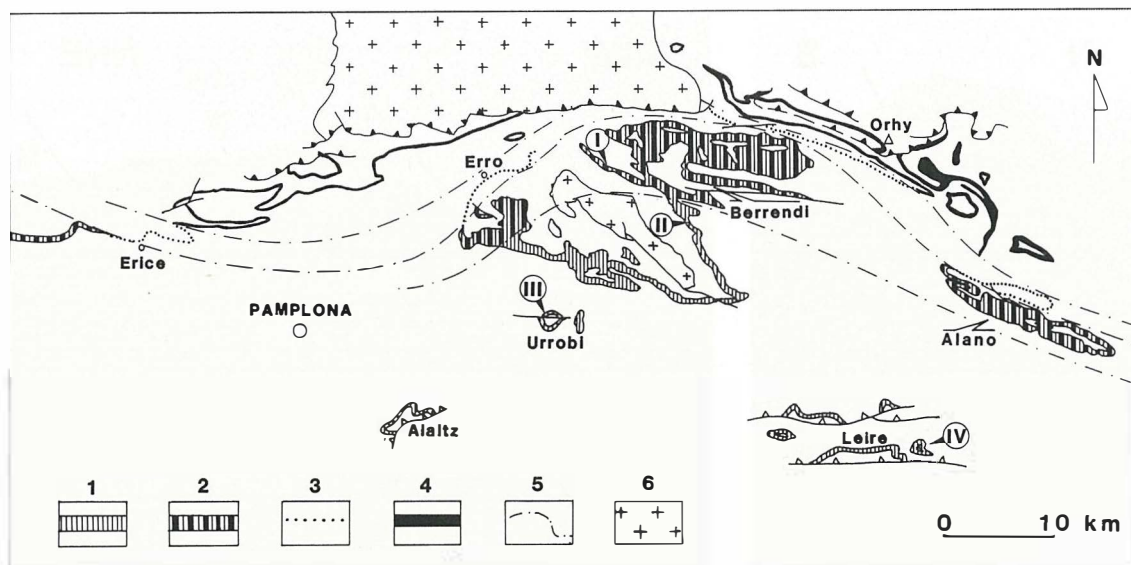 N
Orhy
I
Erro
Berrendi
II
Erice
III
PAMPLONA
Urrobi
Alano
Alaitz
Leire
IV
1 2 3 4 5 6
0 10 km